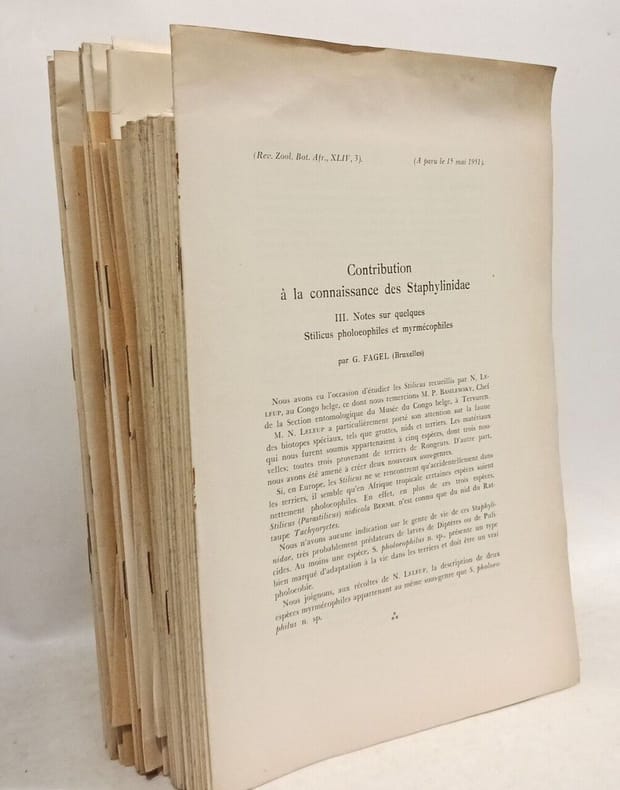 (Rev. Zool. Bot. Afr., XLIV, 3). (A paru le 15 mai 1951).
Contribution
à la connaissance des Staphylinidae
III. Notes sur quelques
Stilicus pholoeophiles et myrmécophiles
par G. FAGEL (Bruxelles)
Nous avons eu l'occasion d'étudier les Stilicus recueillis par N. LE-
LEUP, au Congo belge, ce dont nous remercions M. P. BASILEWSKY, Chef
de la Section entomologique du Musée du Congo belge, à Tervuren.
M. N. LELEUP a particulièrement porté son attention sur la faune
des biotopes spéciaux, tels que grottes, nids et terriers. Les matériaux
qui nous furent soumis appartenaient à cinq espèces, dont trois nou-
velles; toutes trois provenant de terriers de Rongeurs. D'autre part,
nous avons été amené à créer deux nouveaux sous-genres.
Si, en Europe, les Stilicus ne se rencontrent qu'accidentellement dans
les terriers, il semble qu'en Afrique tropicale certaines espèces soient
nettement pholoeophiles. En effet, en plus de ces trois espèces,
Stilicus (Parastilicus) nidicola BERNH. n'est connu que du nid du Rat-
taupe Tachyoryctes.
Nous n'avons aucune indication sur le genre de vie de ces Staphyli-
nidae, très probablement prédateurs de larves de Diptères ou de Puli-
cides. Au moins une espèce, S. pholeorophilus n. sp., présente un type
bien marqué d'adaptation à la vie dans les terriers et doit être un vrai
pholoeobie.
Nous joignons, aux récoltes de N. LELEUP, la description de deux
espèces myrmécophiles appartenant au même sous-genre que S. pholeoro-
philus n. sp.